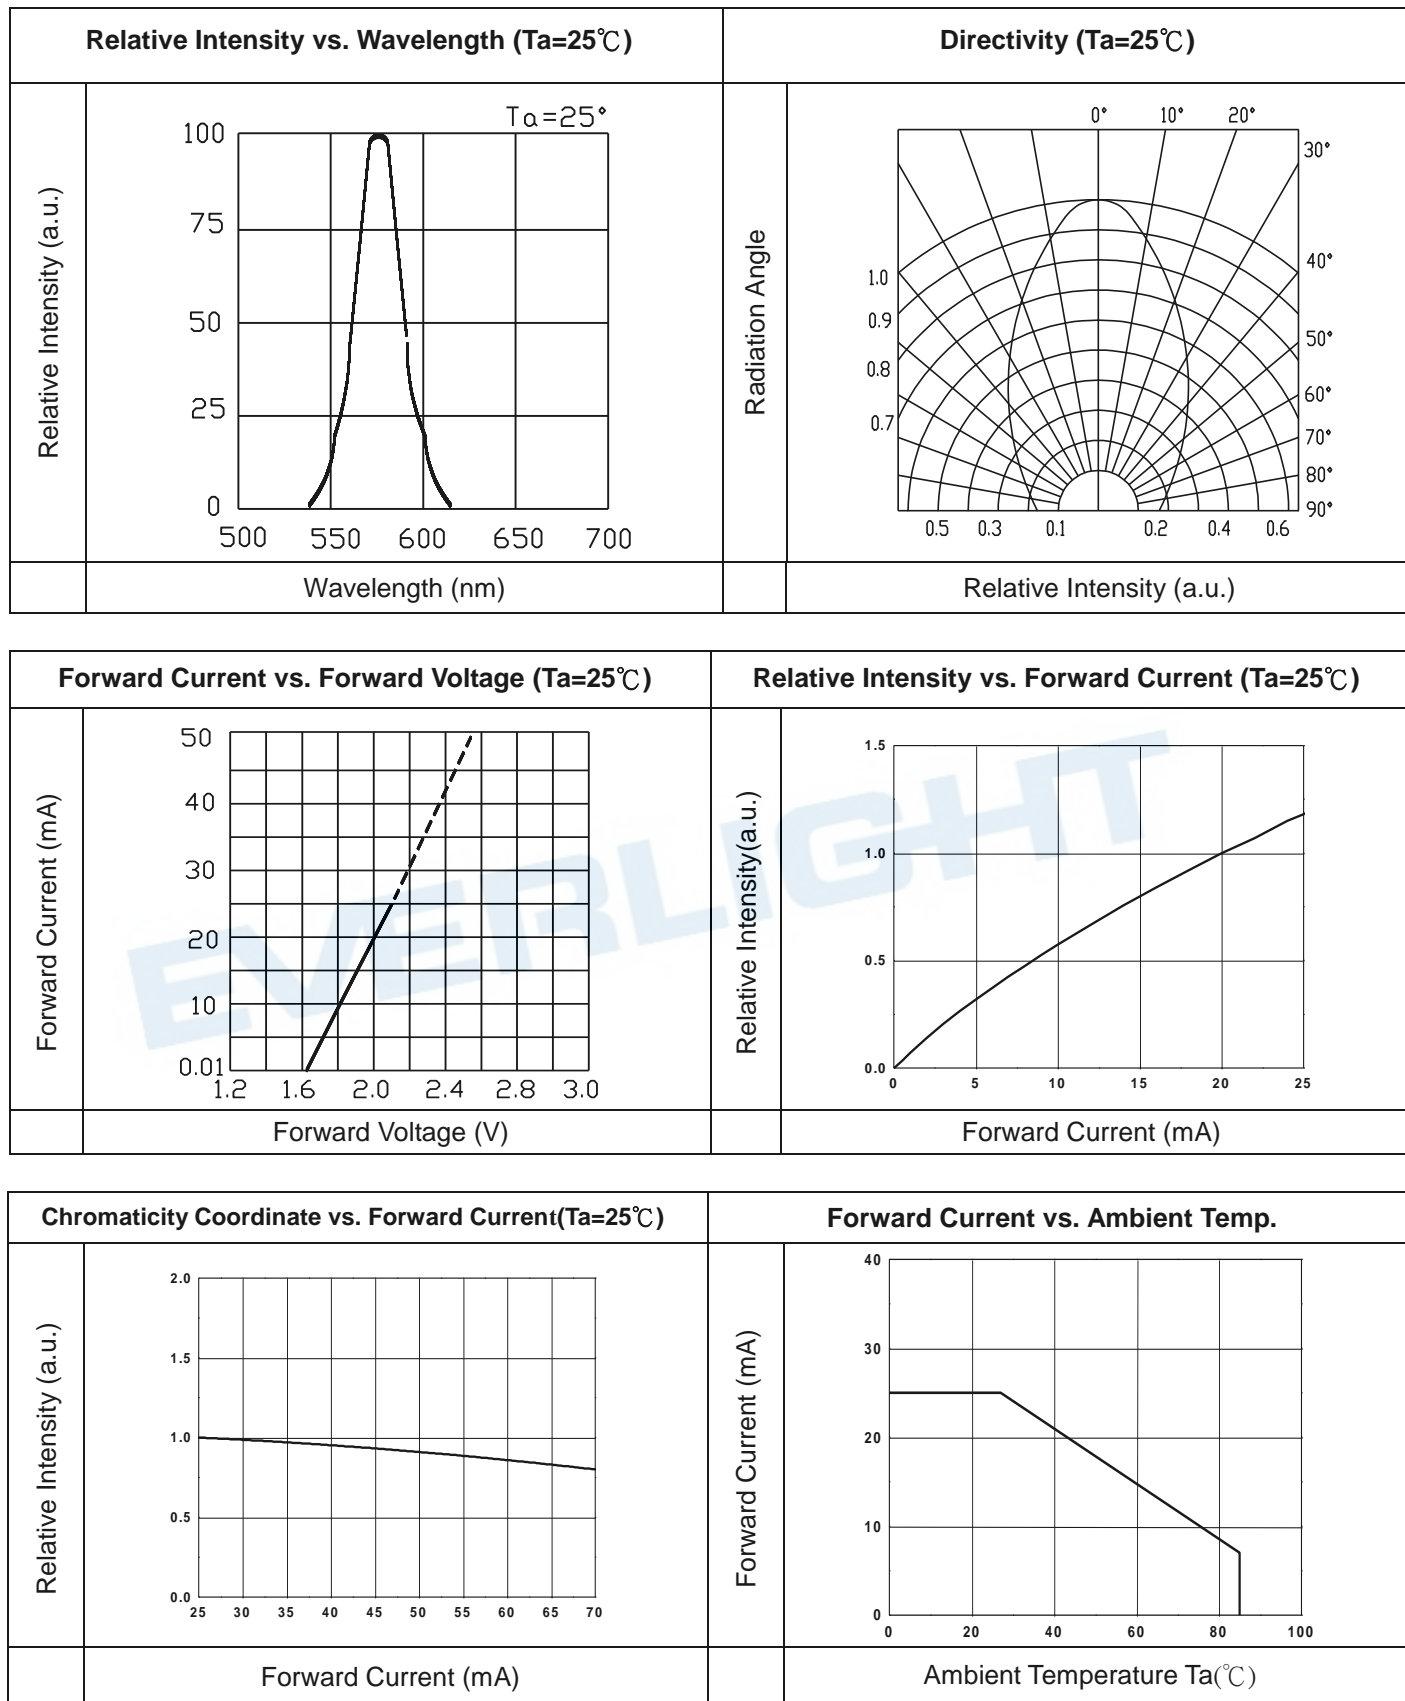 Relative Intensity vs. Wavelength (Ta=25℃)
Directivity (Ta=25℃)
Relative Intensity (a.u.)
Ta=25°
100
75
50
25
0
500 550 600 650 700
Wavelength (nm)
Radiation Angle
0° 10° 20°
30°
40°
50°
60°
70°
80°
90°
1.0
0.9
0.8
0.7
0.5 0.3 0.1 0.2 0.4 0.6
Relative Intensity (a.u.)
Forward Current vs. Forward Voltage (Ta=25℃)
Relative Intensity vs. Forward Current (Ta=25℃)
Forward Current (mA)
50
40
30
20
10
0.01
1.2 1.6 2.0 2.4 2.8 3.0
Forward Voltage (V)
Relative Intensity(a.u.)
1.5
1.0
0.5
0.0
0 5 10 15 20 25
Forward Current (mA)
EVERLIGHT
Chromaticity Coordinate vs. Forward Current(Ta=25℃)
Forward Current vs. Ambient Temp.
Relative Intensity (a.u.)
2.0
1.5
1.0
0.5
0.0
25 30 35 40 45 50 55 60 65 70
Forward Current (mA)
Forward Current (mA)
40
30
20
10
0
0 20 40 60 80 100
Ambient Temperature Ta(℃)